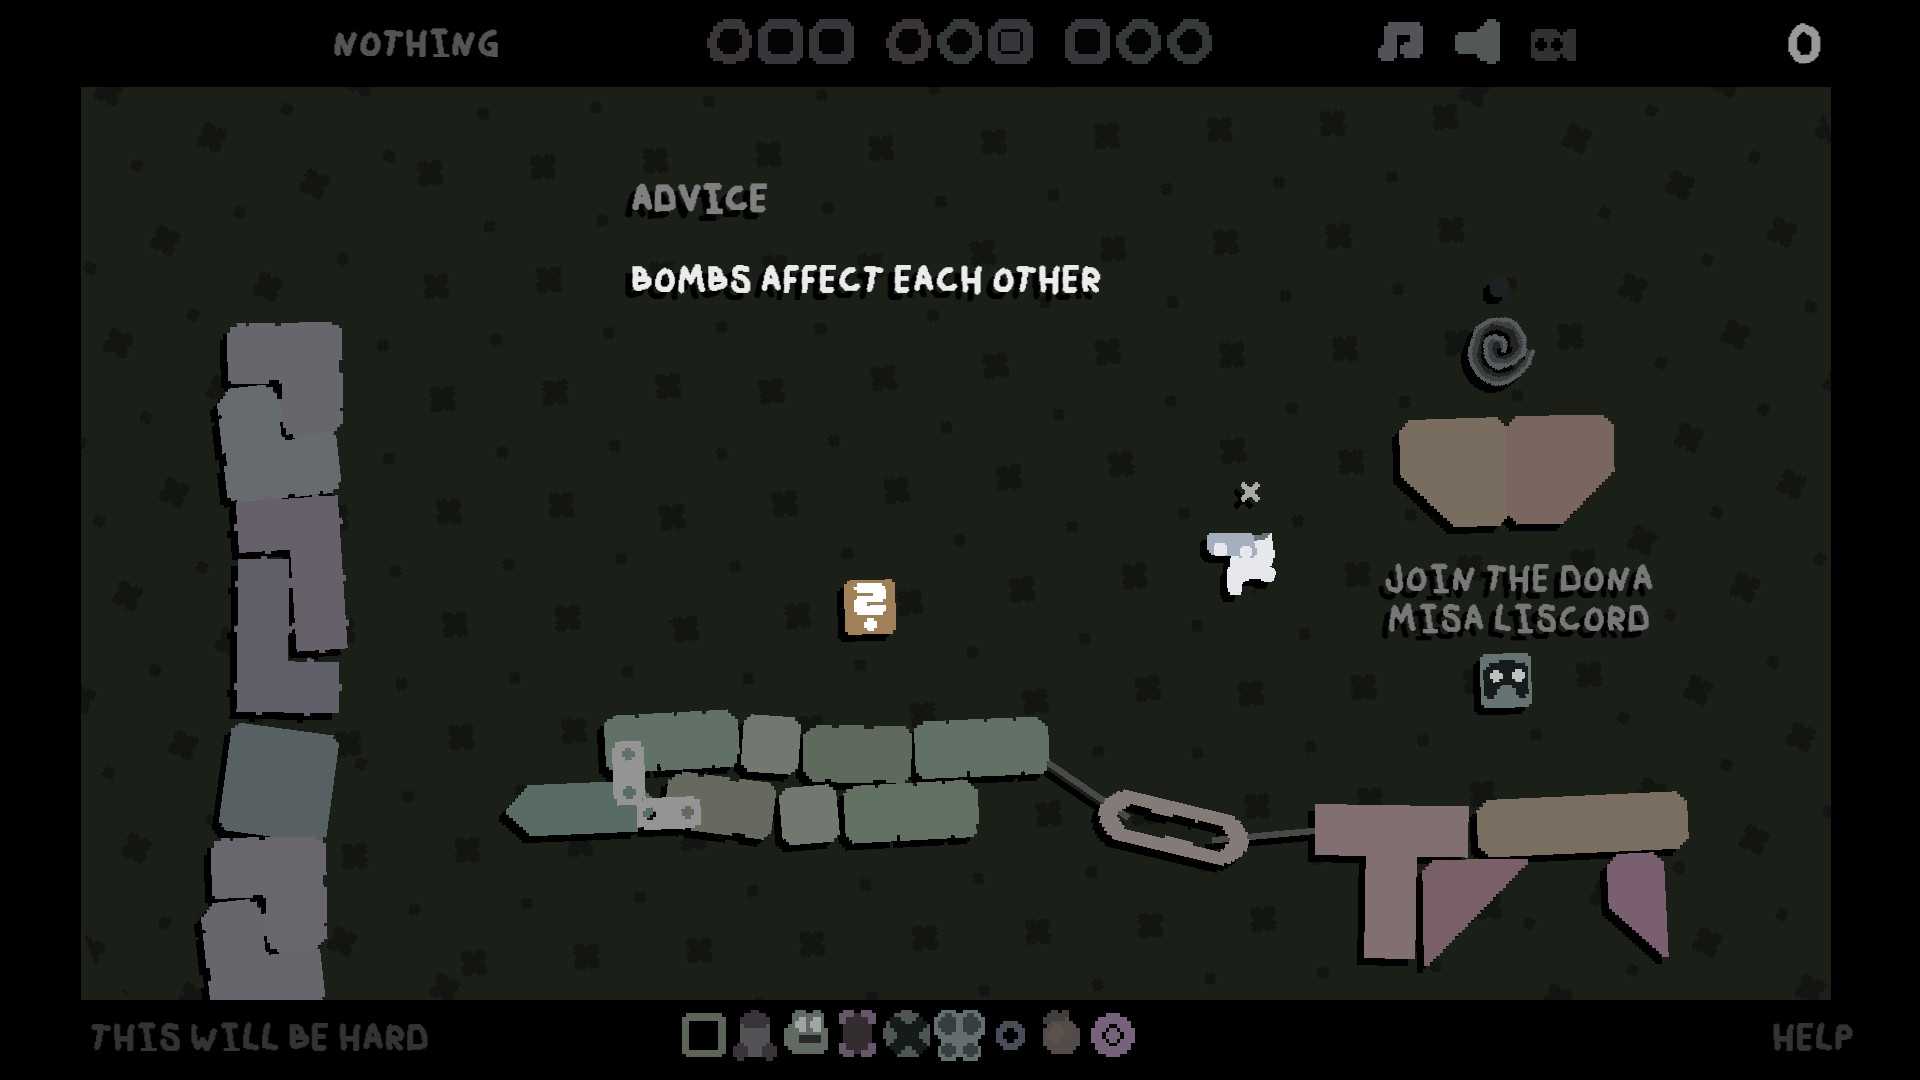 NOTHING
0
ADVICE
BOMBS AFFECT EACH OTHER
?
JOIN THE DONA
MISA LISCORD
THIS WILL BE HARD
HELP